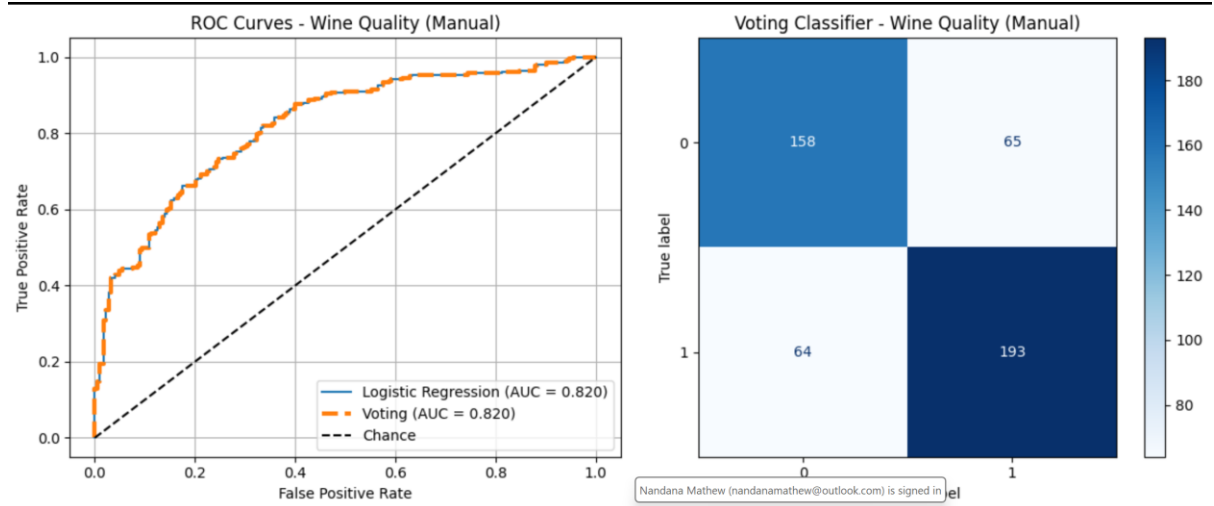 ROC Curves - Wine Quality (Manual)
1.0
0.8
0.6
0.4
0.2
0.0
True Positive Rate
Logistic Regression (AUC = 0.820)
Voting (AUC = 0.820)
Chance
0.0 0.2 0.4 0.6 0.8 1.0
False Positive Rate
Voting Classifier - Wine Quality (Manual)
0
1
True label
158 65
64 193
0 1
Nandana Mathew (nandanamathew@outlook.com) is signed in
180
160
140
120
100
80